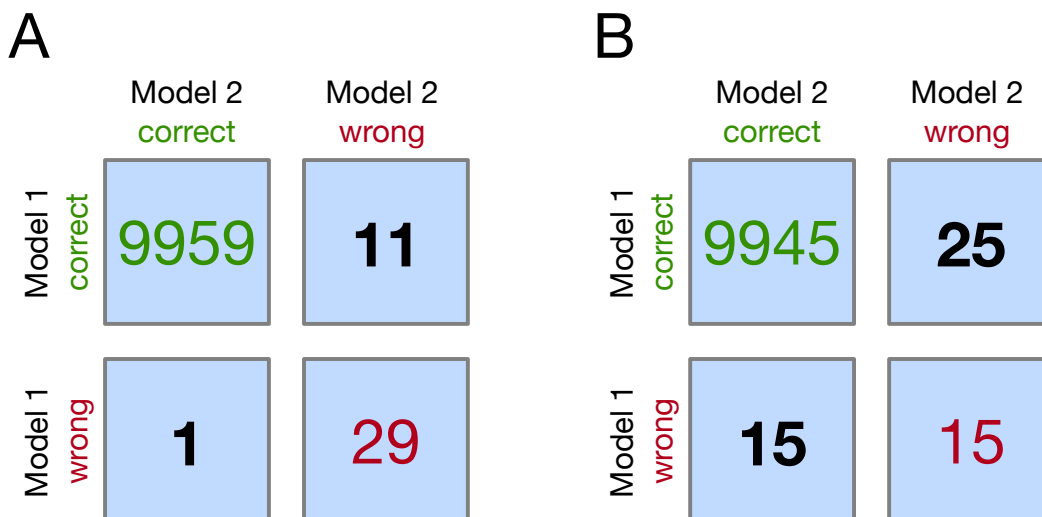 A
B
Model 2 Model 2
correct wrong
Model 2 Model 2
correct wrong
Model 1
correct
9959 11
Model 1
correct
9945 25
Model 1
wrong
1 29
Model 1
wrong
15 15